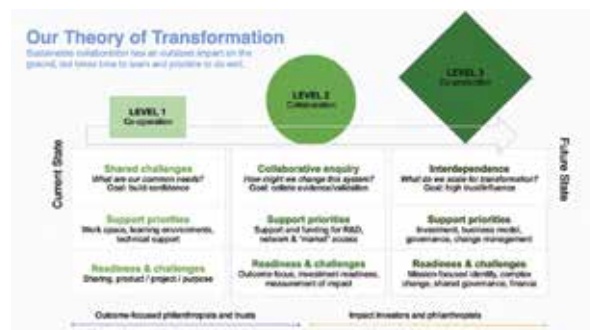 Our Theory of Transformation
Sustainable collaboration has an outsized impact on the
ground, but takes time to learn and practice to do well.
LEVEL 1
Co-operation
LEVEL 2
Collaboration
LEVEL 3
Current State
Future State
Shared challenges
What are our common needs?
Goal: build confidence
Collaborative enquiry
How might we change this system?
Goal: collate evidence/validation
Interdependence
What do we scale for transformation?
Goal: high trust/influence
Support priorities
Work space, learning environments,
technical support
Support priorities
Support and funding for R&D,
network & "market" access
Support priorities
Investment, business model,
governance, change management
Readiness & challenges
Sharing, product / project / purpose
Readiness & challenges
Outcome focus, investment readiness,
measurement of impact
Readiness & challenges
Mission-focused identity, complex
change, shared governance, finance
Outcome-focused philanthropists and trusts
Impact investors and philanthropists